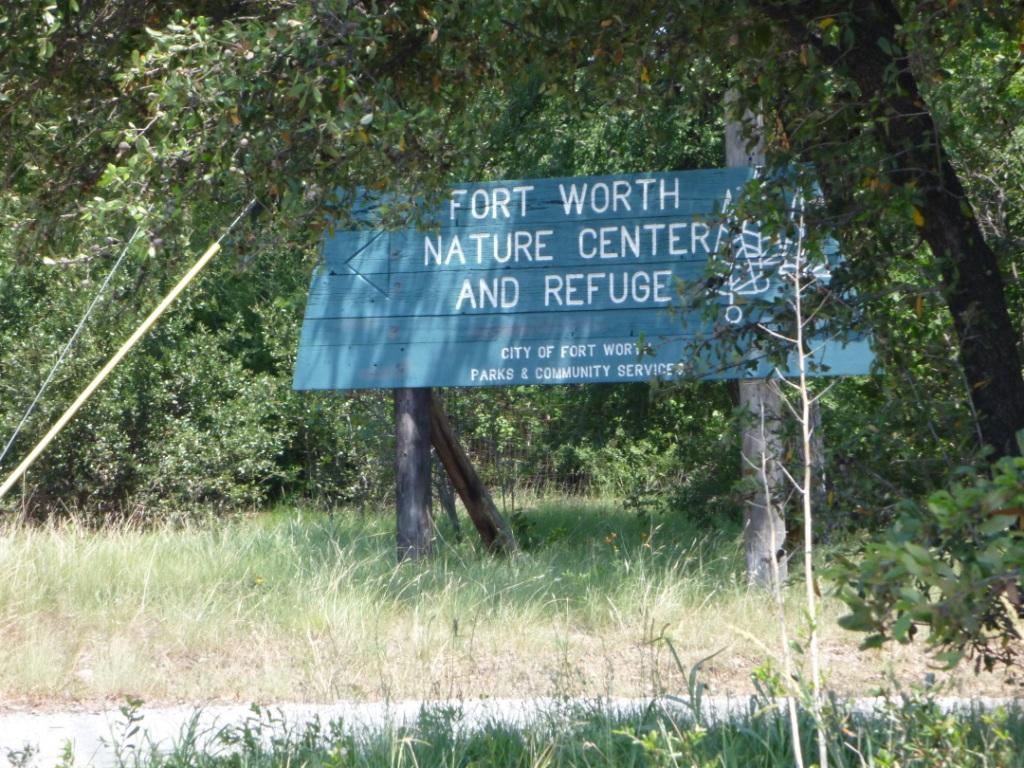 FORT WORTH
NATURE CENTER
AND REFUGE
CITY OF FORT WORTH
PARKS & COMMUNITY SERVICES